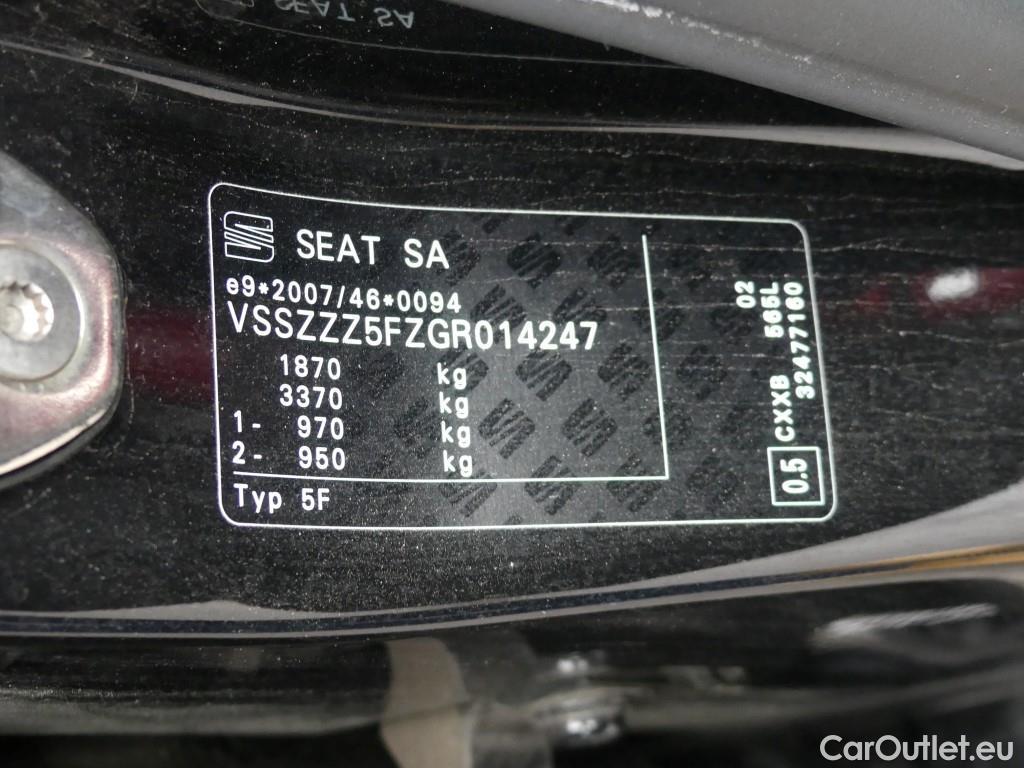 SEAT SA
SEAT SA
e9*2007/46*0094
VSSZZZ5FZGR014247
1870 kg
3370 kg
1- 970 kg
2- 950 kg
Typ 5F
0.5 CXXB 565L 02
32477160
CarOutlet.eu